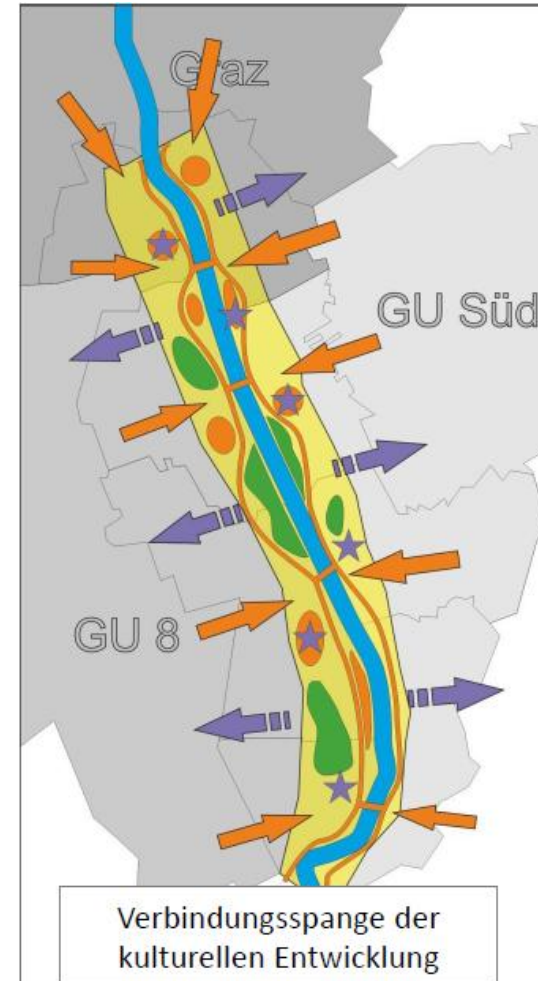 Graz
GU Süd
GU 8
Verbindungsspange der
kulturellen Entwicklung